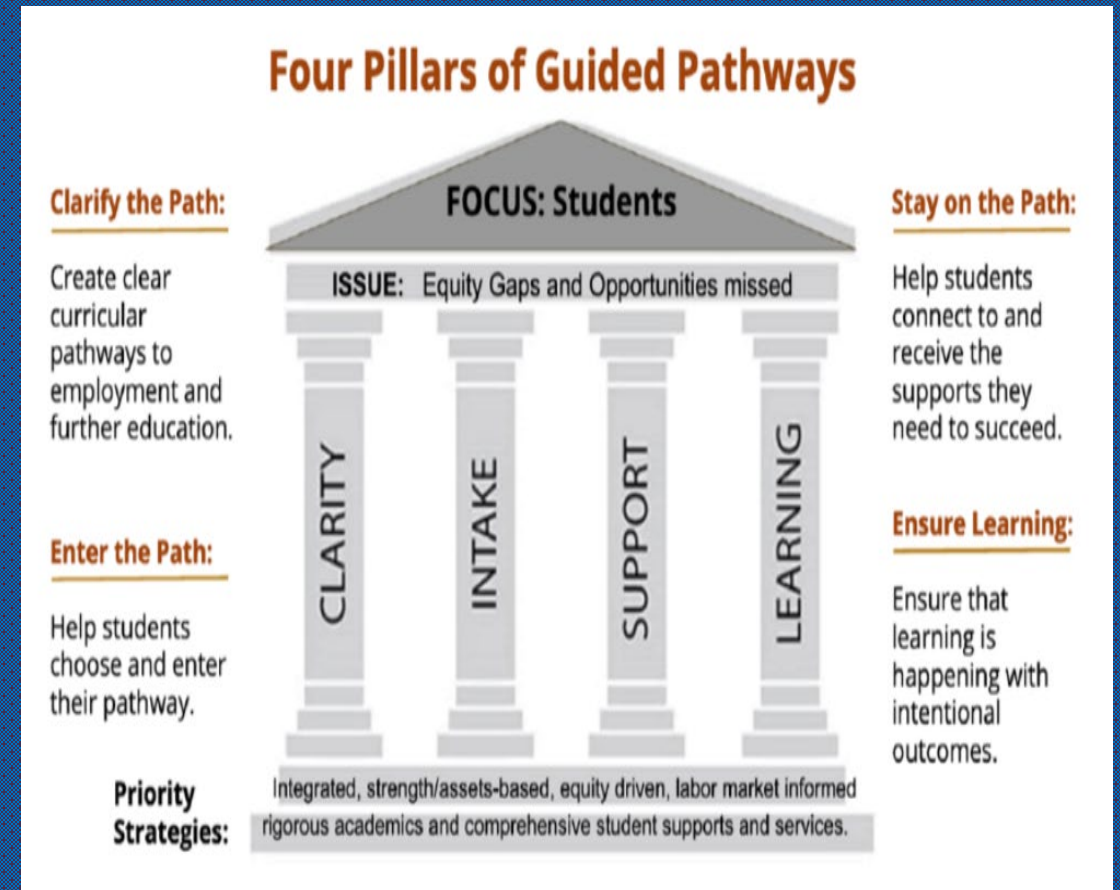 Four Pillars of Guided Pathways
FOCUS: Students
ISSUE: Equity Gaps and Opportunities missed
Clarify the Path:
Create clear
curricular
pathways to
employment and
further education.
Enter the Path:
Help students
choose and enter
their pathway.
CLARITY
INTAKE
SUPPORT
LEARNING
Stay on the Path:
Help students
connect to and
receive the
supports they
need to succeed.
Ensure Learning:
Ensure that
learning is
happening with
intentional
outcomes.
Priority
Strategies:
Integrated, strength/assets-based, equity driven, labor market informed
rigorous academics and comprehensive student supports and services.